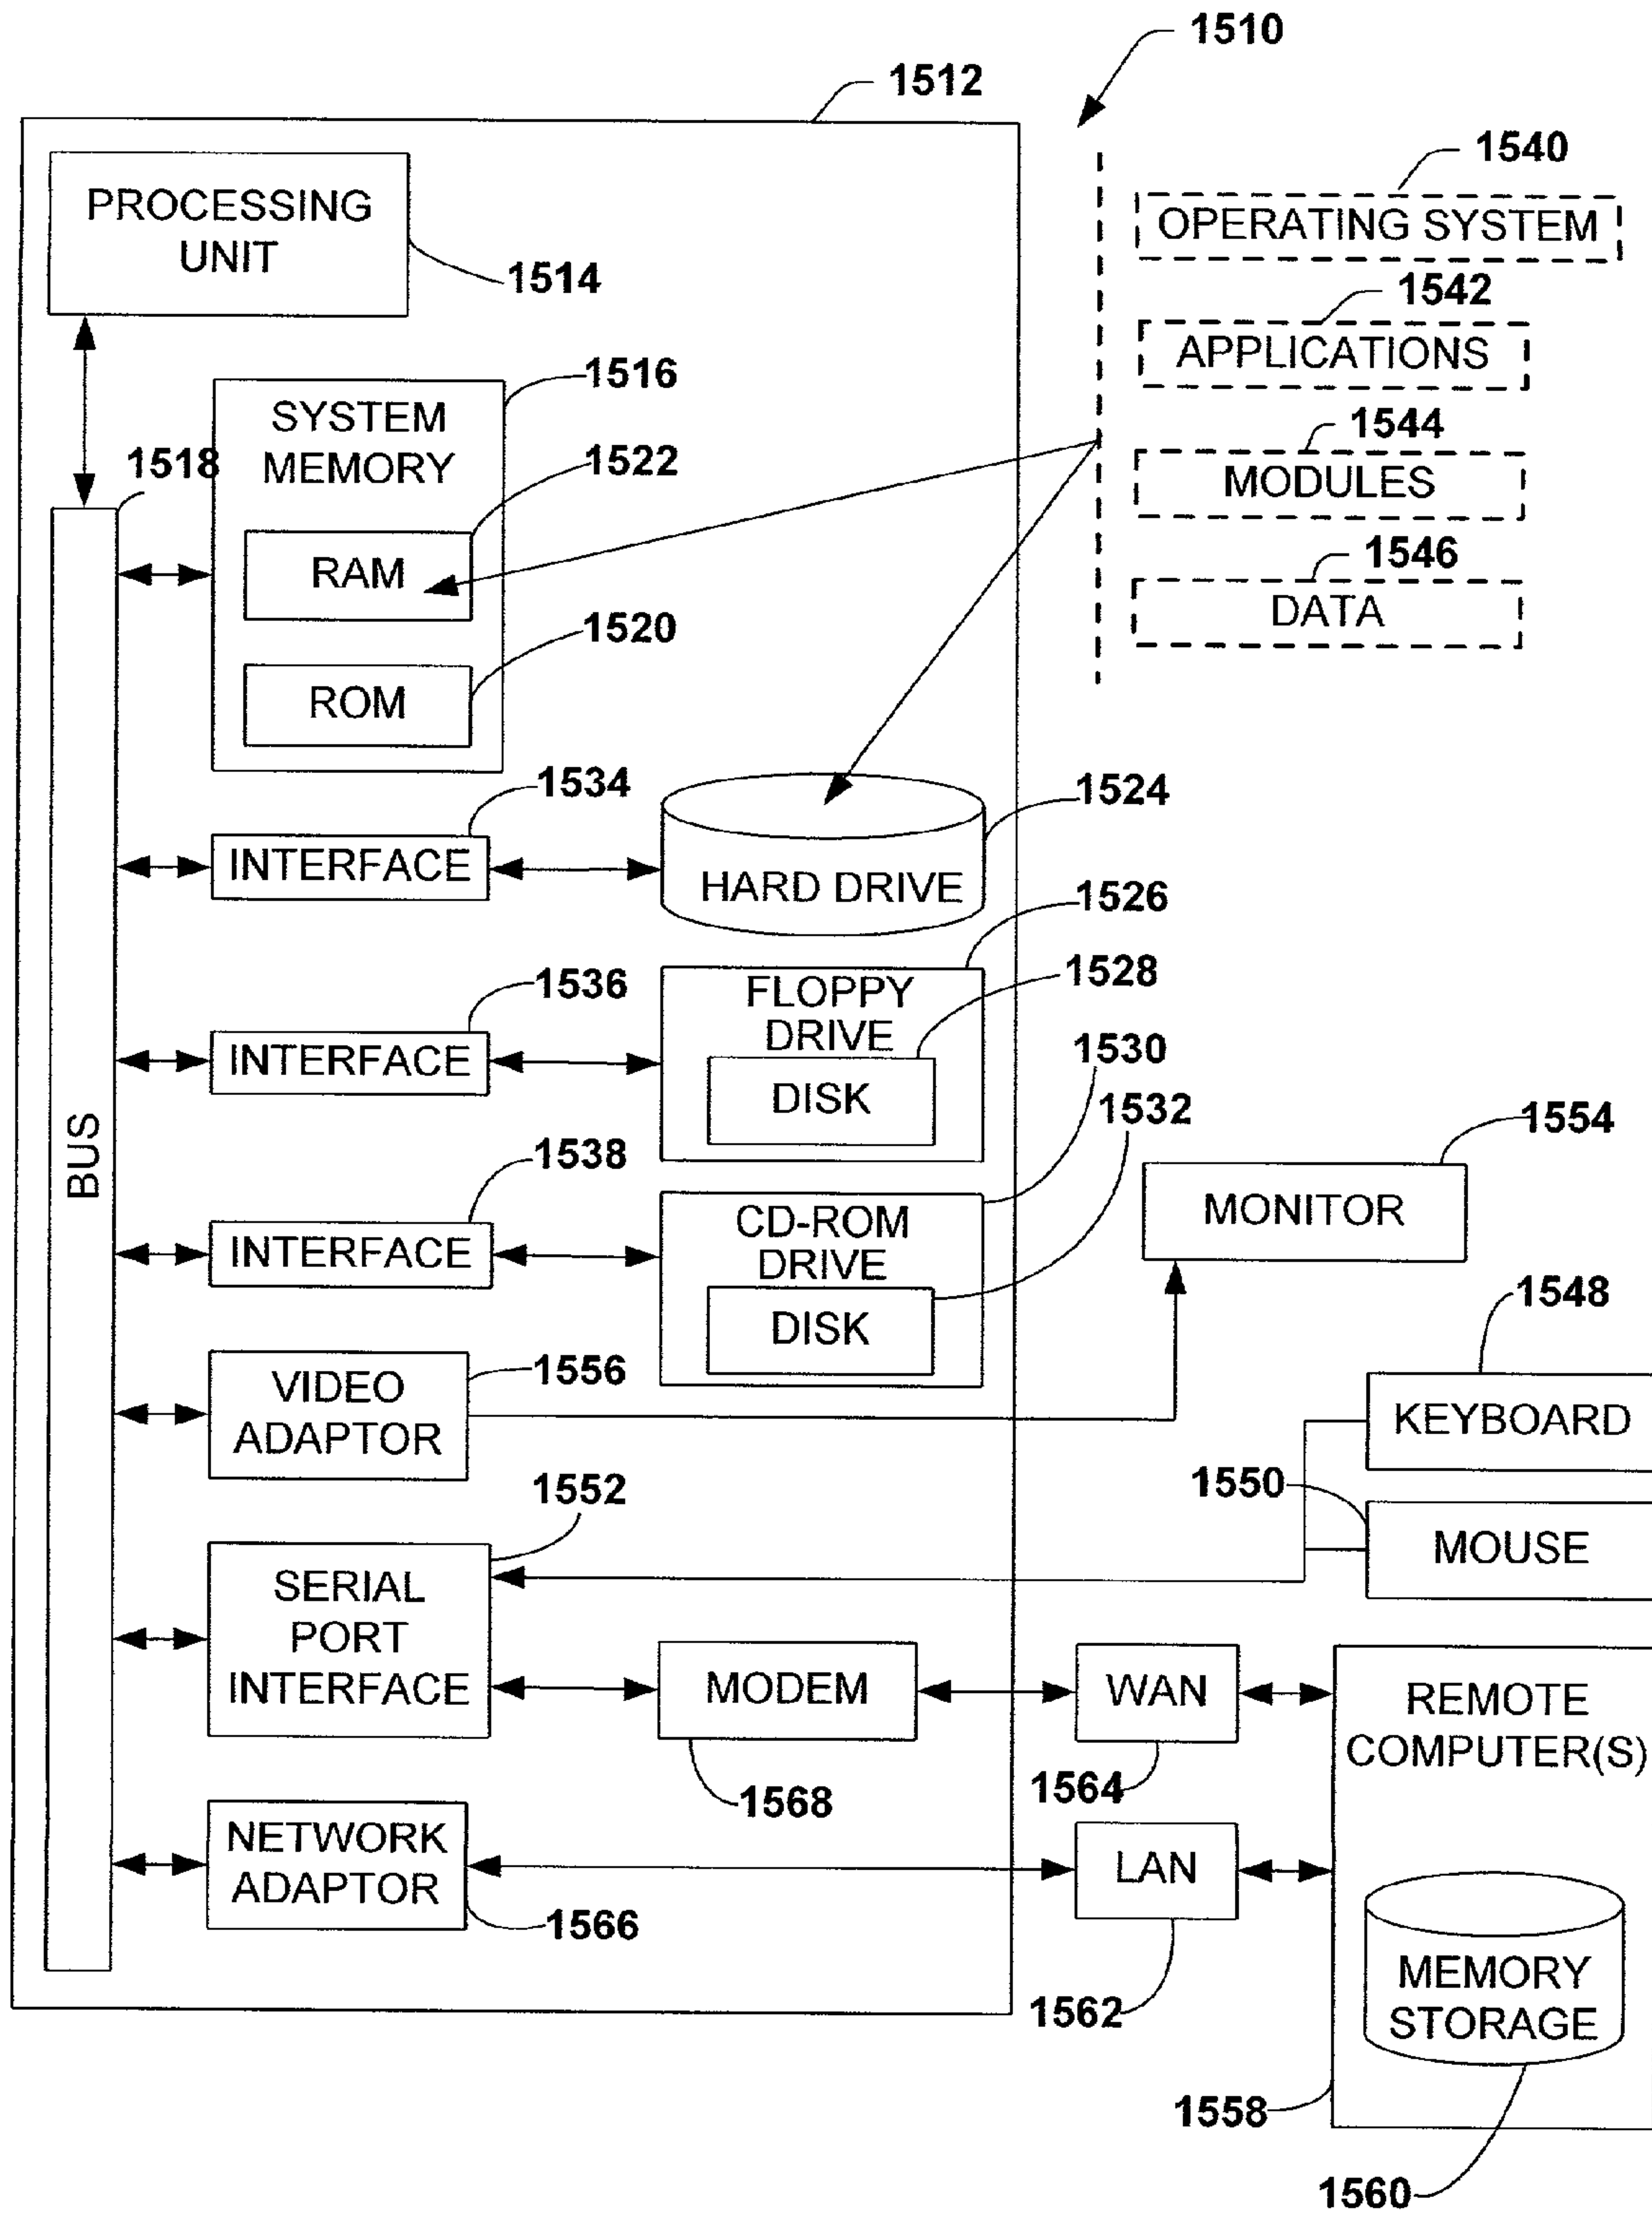 1510
1512
1540
PROCESSING
UNIT
OPERATING SYSTEM
1514
1542
APPLICATIONS
1516
SYSTEM
MEMORY
1544
1518
1522
MODULES
1546
RAM
DATA
1520
ROM
1534
1524
INTERFACE
HARD DRIVE
1526
1536
1528
FLOPPY
DRIVE
INTERFACE
1530
DISK
1532
1554
BUS
1538
MONITOR
CD-ROM
DRIVE
INTERFACE
1548
DISK
1556
VIDEO
ADAPTOR
KEYBOARD
1552
1550
MOUSE
SERIAL
PORT
INTERFACE
MODEM
WAN
REMOTE
COMPUTER(S)
1568
1564
NETWORK
ADAPTOR
LAN
1566
MEMORY
STORAGE
1562
1558
1560